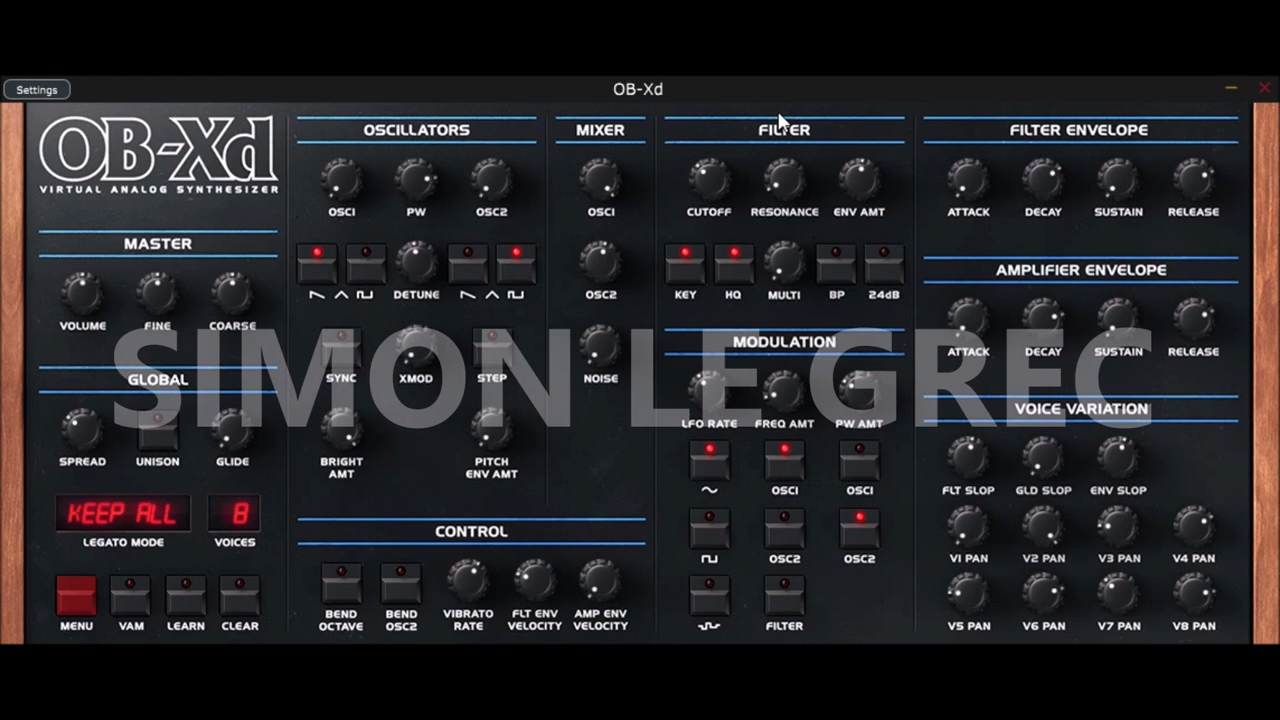 Settings
OB-Xd
OB-Xd
VIRTUAL ANALOG SYNTHESIZER
MASTER
VOLUME FINE COARSE
GLOBAL
SPREAD UNISON GLIDE
KEEP ALL 8
LEGATO MODE VOICES
MENU VAM LEARN CLEAR
OSCILLATORS
OSC1 PW OSC2
DETUNE
SYNC XMOD STEP
BRIGHT AMT
PITCH ENV AMT
MIXER
OSC1
OSC2
NOISE
CONTROL
BEND OCTAVE
BEND OSC2
VIBRATO RATE
FLT ENV VELOCITY
AMP ENV VELOCITY
FILTER
CUTOFF RESONANCE ENV AMT
KEY HQ MULTI BP 24dB
MODULATION
LFO RATE FREQ AMT PW AMT
OSC1 OSC1
OSC2 OSC2
FILTER
FILTER ENVELOPE
ATTACK DECAY SUSTAIN RELEASE
AMPLIFIER ENVELOPE
ATTACK DECAY SUSTAIN RELEASE
VOICE VARIATION
FLT SLOP GLD SLOP ENV SLOP
V1 PAN V2 PAN V3 PAN V4 PAN
V5 PAN V6 PAN V7 PAN V8 PAN
SIMON LE GREC